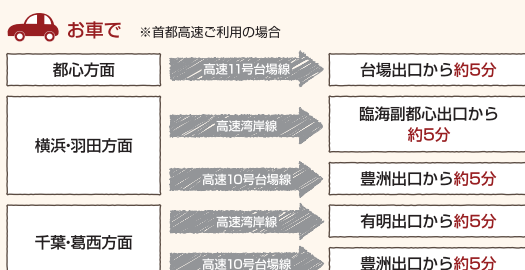 お車で ※首都高速ご利用の場合
都心方面 高速11号台場線 台場出口から約5分
横浜・羽田方面 高速湾岸線 臨海副都心出口から
約5分
高速10号台場線 豊洲出口から約5分
千葉・葛西方面 高速湾岸線 有明出口から約5分
高速10号台場線 豊洲出口から約5分